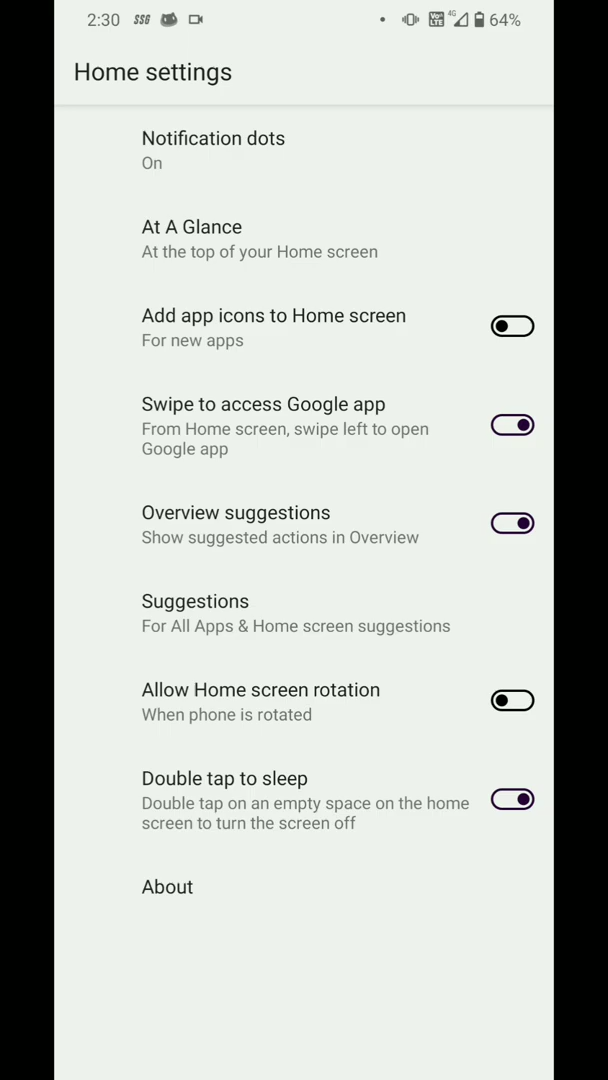 2:30 SSG 4G 64%
Home settings
Notification dots
On
At A Glance
At the top of your Home screen
Add app icons to Home screen
For new apps
Swipe to access Google app
From Home screen, swipe left to open
Google app
Overview suggestions
Show suggested actions in Overview
Suggestions
For All Apps & Home screen suggestions
Allow Home screen rotation
When phone is rotated
Double tap to sleep
Double tap on an empty space on the home
screen to turn the screen off
About